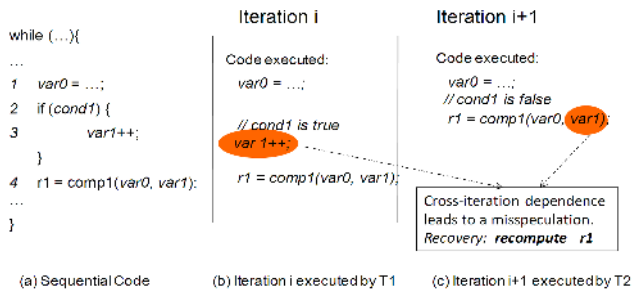 while (…){
…
1 var0 = …;
2 if (cond1) {
3 var1++;
}
4 r1 = comp1(var0, var1):
…
}
(a) Sequential Code
Iteration i
Code executed:
var0 = …;
// cond1 is true
var 1++;
r1 = comp1(var0, var1);
(b) Iteration i executed by T1
Iteration i+1
Code executed:
var0 = …;
// cond1 is false
r1 = comp1(var0, var1);
Cross-iteration dependence
leads to a misspeculation.
Recovery: recompute r1
(c) Iteration i+1 executed by T2